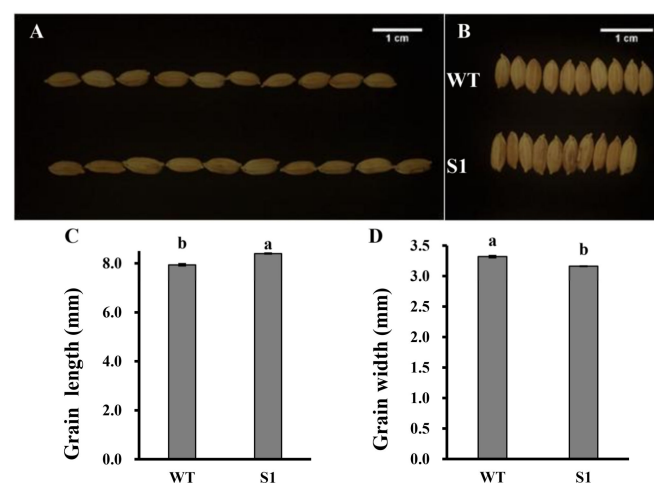 A
1 cm
B
1 cm
WT
S1
C
Grain length (mm)
8.0
6.0
4.0
2.0
0.0
b
a
WT
S1
D
Grain width (mm)
3.5
3.0
2.5
2.0
1.5
1.0
0.5
0.0
a
b
WT
S1